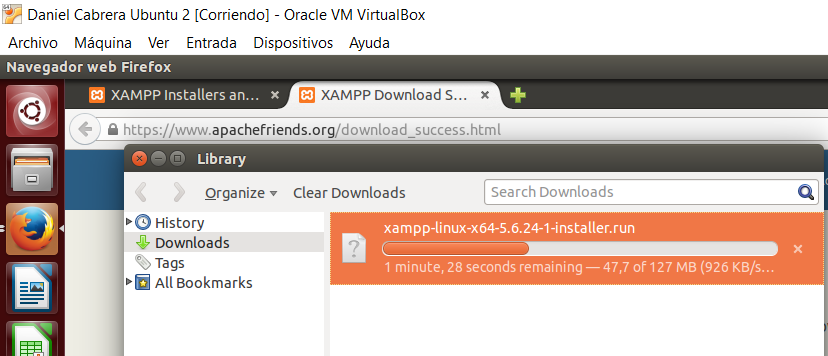 Daniel Cabrera Ubuntu 2 [Corriendo] - Oracle VM VirtualBox
Archivo Máquina Ver Entrada Dispositivos Ayuda
Navegador web Firefox
XAMPP Installers an... XAMPP Download S...
https://www.apachefriends.org/download_success.html
Library
Organize Clear Downloads Search Downloads
History
Downloads
Tags
All Bookmarks
xampp-linux-x64-5.6.24-1-installer.run
1 minute, 28 seconds remaining — 47,7 of 127 MB (926 KB/s...